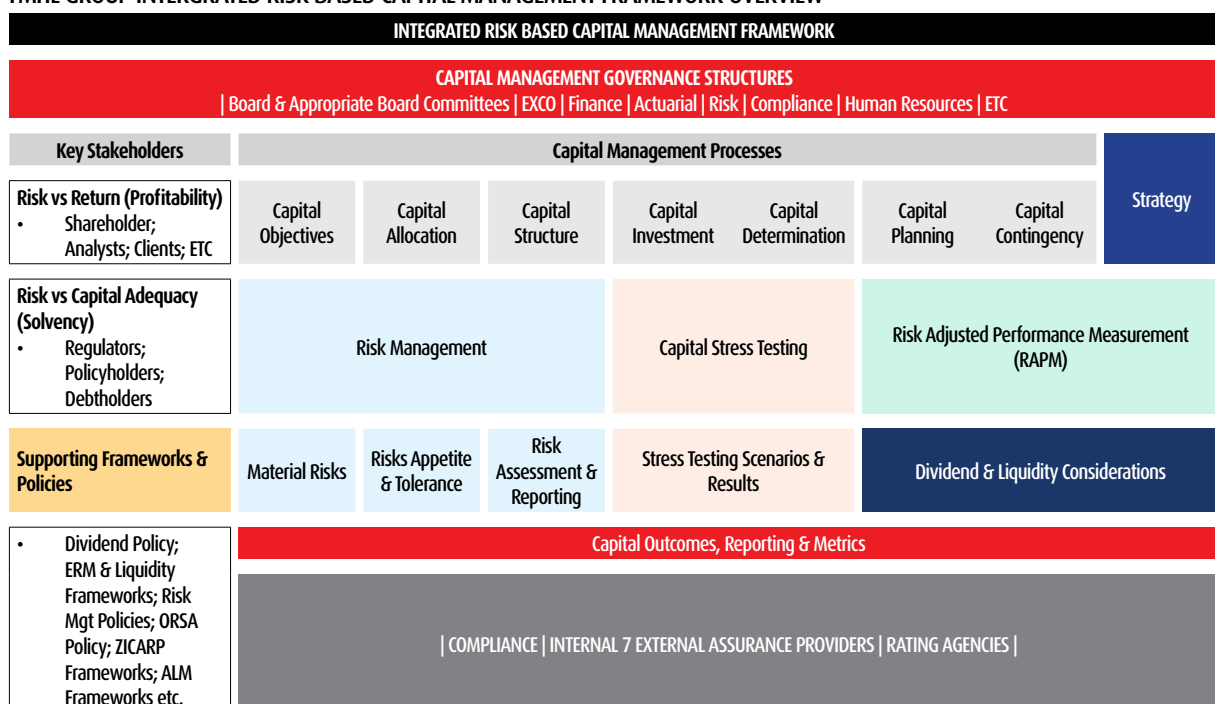 INTEGRATED RISK BASED CAPITAL MANAGEMENT FRAMEWORK
CAPITAL MANAGEMENT GOVERNANCE STRUCTURES
| Board & Appropriate Board Committees | EXCO | Finance | Actuarial | Risk | Compliance | Human Resources | ETC
Key Stakeholders
Capital Management Processes
Strategy
Risk vs Return (Profitability)
• Shareholder;
Analysts; Clients; ETC
Capital
Objectives
Capital
Allocation
Capital
Structure
Capital
Investment
Capital
Determination
Capital
Planning
Capital
Contingency
Risk vs Capital Adequacy
(Solvency)
• Regulators;
Policyholders;
Debtholders
Risk Management
Capital Stress Testing
Risk Adjusted Performance Measurement
(RAPM)
Supporting Frameworks &
Policies
Material Risks
Risks Appetite
& Tolerance
Risk
Assessment &
Reporting
Stress Testing Scenarios &
Results
Dividend & Liquidity Considerations
• Dividend Policy;
ERM & Liquidity
Frameworks; Risk
Mgt Policies; ORSA
Policy; ZICARP
Frameworks; ALM
Frameworks etc.
Capital Outcomes, Reporting & Metrics
| COMPLIANCE | INTERNAL 7 EXTERNAL ASSURANCE PROVIDERS | RATING AGENCIES |